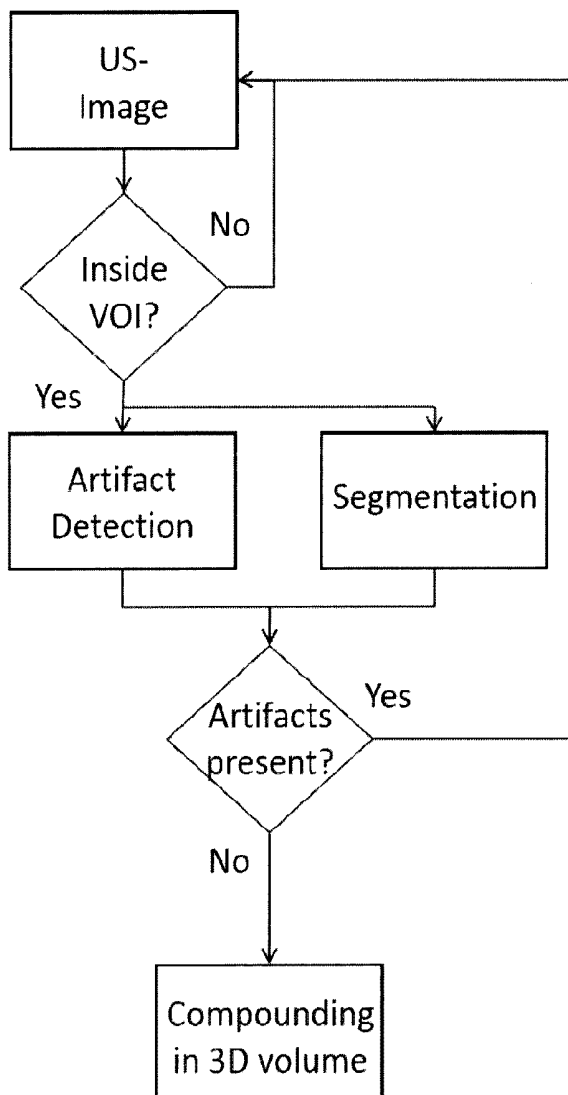 US-
Image
No
Inside
VOI?
Yes
Artifact
Detection
Segmentation
Yes
Artifacts
present?
No
Compounding
in 3D volume